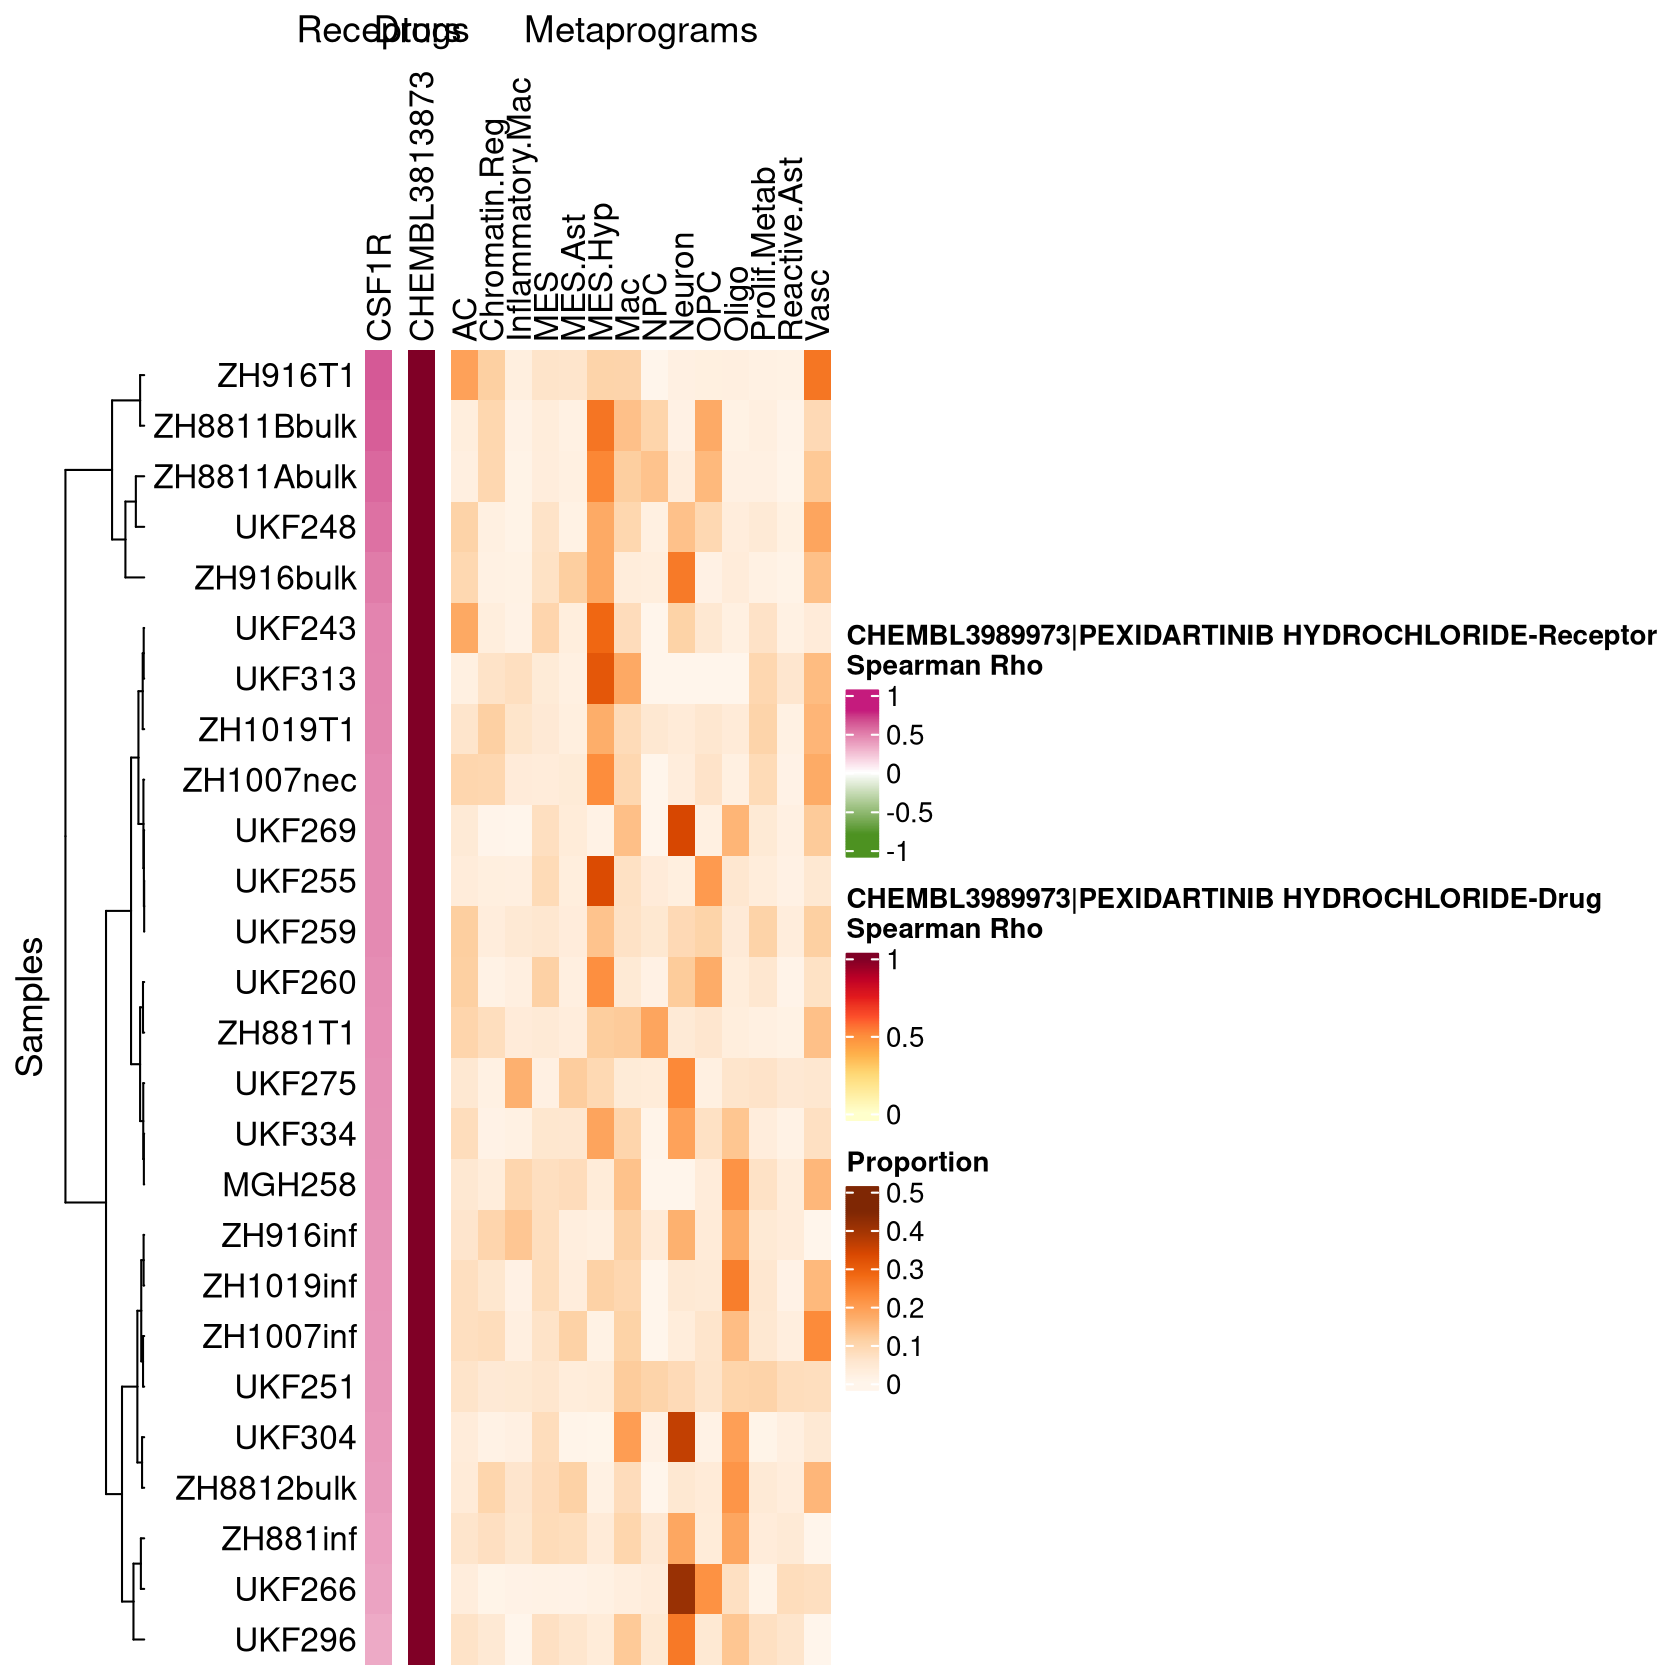 Receptors Drugs Metaprograms
CSF1R
CHEMBL3813873
AC
Chromatin.Reg
Inflammatory.Mac
MES
MES.Ast
MES.Hyp
Mac
NPC
Neuron
OPC
Oligo
Prolif.Metab
Reactive.Ast
Vasc
Samples
ZH916T1
ZH8811Bbulk
ZH8811Abulk
UKF248
ZH916bulk
UKF243
UKF313
ZH1019T1
ZH1007nec
UKF269
UKF255
UKF259
UKF260
ZH881T1
UKF275
UKF334
MGH258
ZH916inf
ZH1019inf
ZH1007inf
UKF251
UKF304
ZH8812bulk
ZH881inf
UKF266
UKF296
CHEMBL3989973|PEXIDARTINIB HYDROCHLORIDE-Receptor
Spearman Rho
1
0.5
0
-0.5
-1
CHEMBL3989973|PEXIDARTINIB HYDROCHLORIDE-Drug
Spearman Rho
1
0.5
0
Proportion
0.5
0.4
0.3
0.2
0.1
0